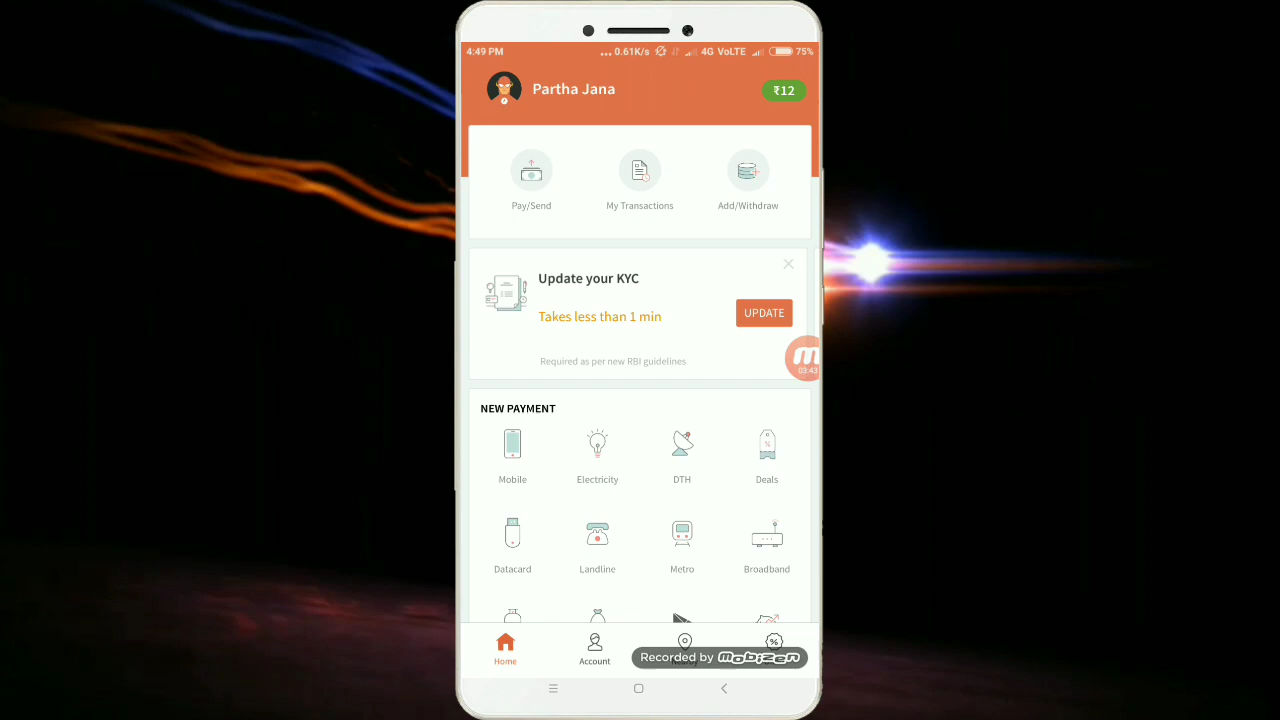 4:49 PM
... 0.61K/s 4G VoLTE 75%
Partha Jana
₹12
Pay/Send
My Transactions
Add/Withdraw
Update your KYC
Takes less than 1 min
UPDATE
Required as per new RBI guidelines
03:43
NEW PAYMENT
Mobile
Electricity
DTH
Deals
Datacard
Landline
Metro
Broadband
Home
Account
Recorded by mobizen